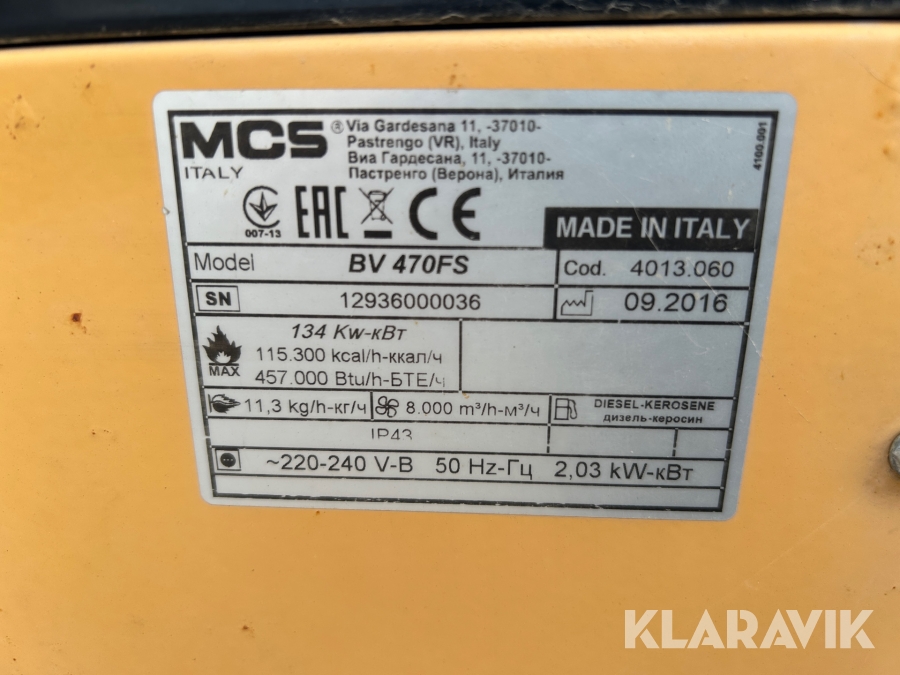 MCS ® Via Gardesana 11, -37010-
Pastrengo (VR), Italy
Виа Гардесана, 11, -37010-
ITALY Пастренго (Верона), Италия
4100.001
007-13 EAC CE MADE IN ITALY
Model BV 470FS Cod. 4013.060
SN 12936000036 09.2016
134 Kw-кВт
115.300 kcal/h-ккал/ч
MAX 457.000 Btu/h-БТЕ/ч
11,3 kg/h-кг/ч 8.000 m³/h-м³/ч DIESEL-KEROSENE
дизель-керосин
IP43
~220-240 V-В 50 Hz-Гц 2,03 kW-кВт
KLARAVIK